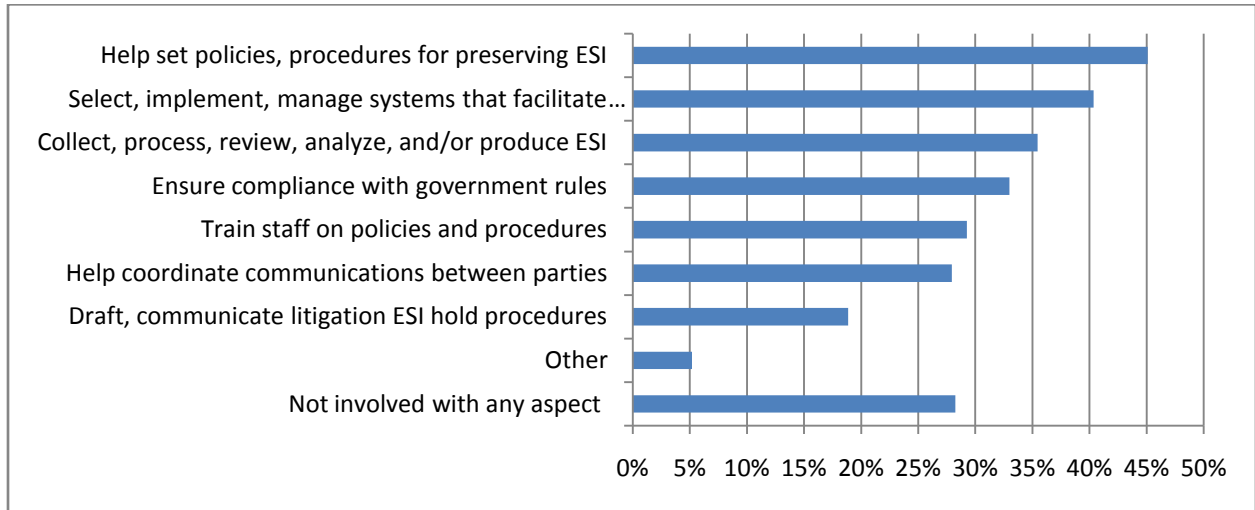 Help set policies, procedures for preserving ESI
Select, implement, manage systems that facilitate…
Collect, process, review, analyze, and/or produce ESI
Ensure compliance with government rules
Train staff on policies and procedures
Help coordinate communications between parties
Draft, communicate litigation ESI hold procedures
Other
Not involved with any aspect
0% 5% 10% 15% 20% 25% 30% 35% 40% 45% 50%